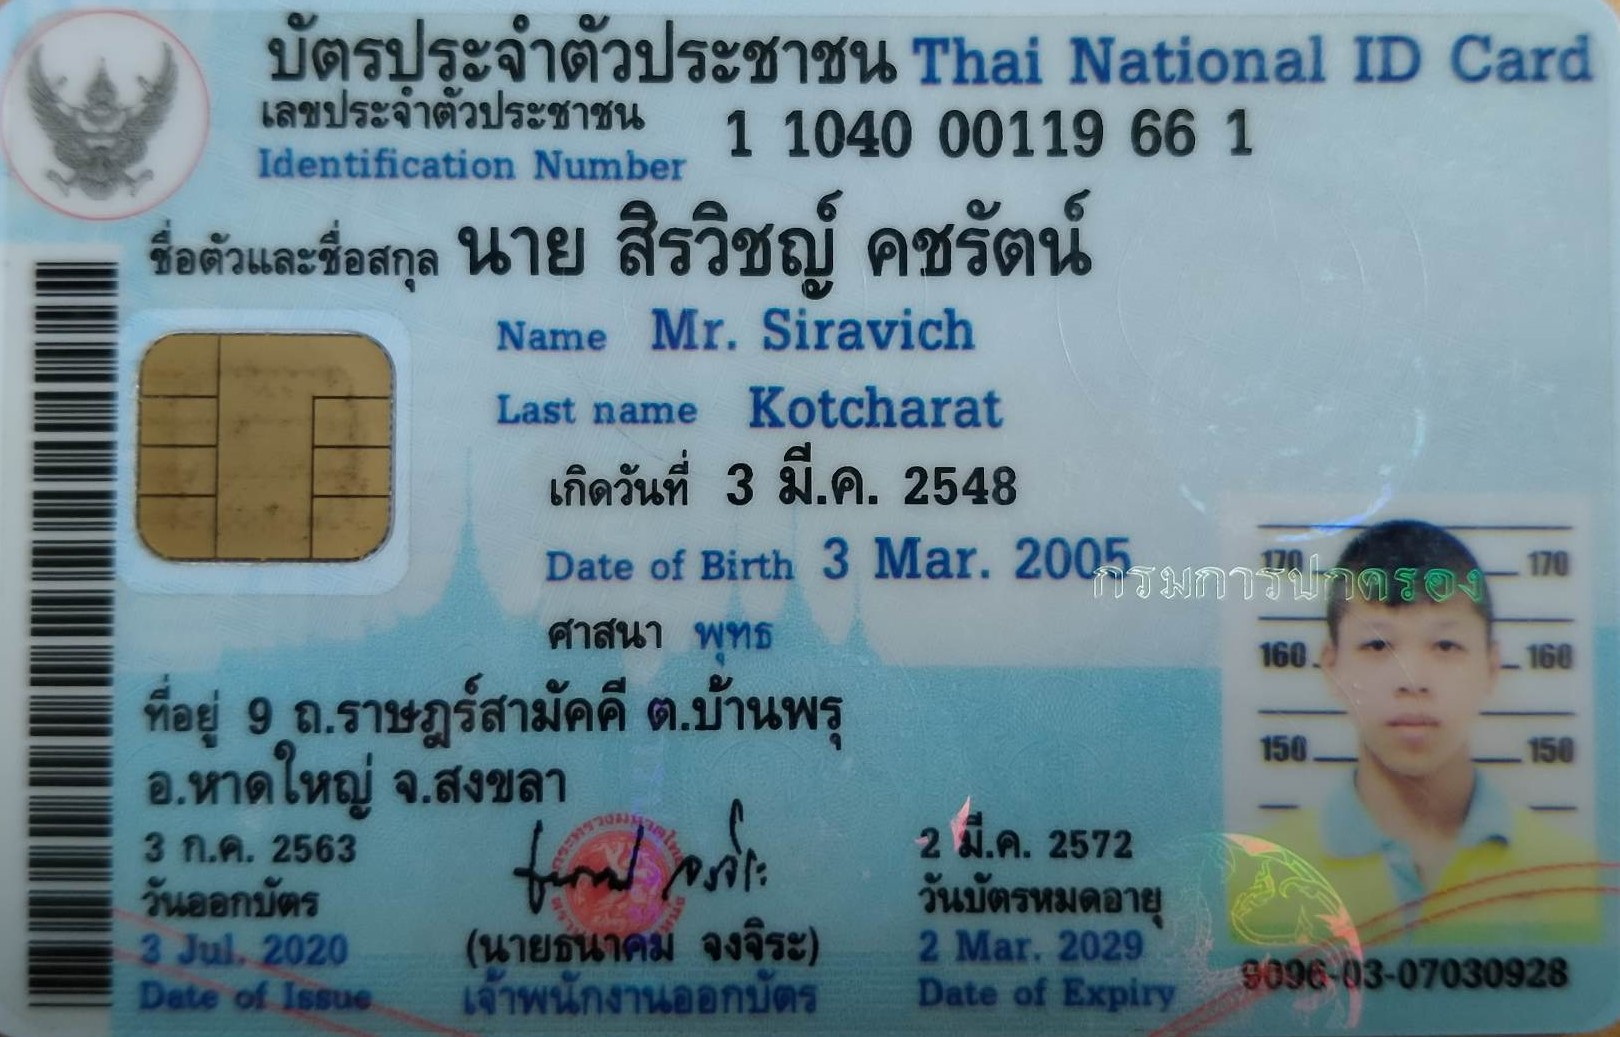 บัตรประจำตัวประชาชน Thai National ID Card
เลขประจำตัวประชาชน
Identification Number 1 1040 00119 66 1
ชื่อตัวและชื่อสกุล นาย สิรวิชญ์ คชรัตน์
Name Mr. Siravich
Last name Kotcharat
เกิดวันที่ 3 มี.ค. 2548
Date of Birth 3 Mar. 2005
กรมการปกครอง
ศาสนา พุทธ
ที่อยู่ 9 ถ.ราษฎร์สามัคคี ต.บ้านพรุ
อ.หาดใหญ่ จ.สงขลา
170 170
160 160
150 150
3 ก.ค. 2563
วันออกบัตร
3 Jul. 2020
Date of Issue
(นายธนาคม จงจิระ)
เจ้าพนักงานออกบัตร
2 มี.ค. 2572
วันบัตรหมดอายุ
2 Mar. 2029
Date of Expiry
9096-03-07030928